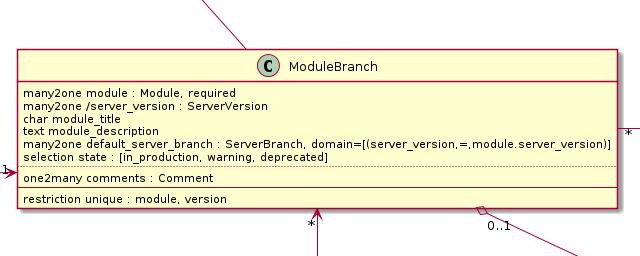 C ModuleBranch
many2one module : Module, required
many2one /server_version : ServerVersion
char module_title
text module_description
many2one default_server_branch : ServerBranch, domain=[(server_version,=,module.server_version)]
selection state : [in_production, warning, deprecated]
one2many comments : Comment
restriction unique : module, version
1
*
*
0..1